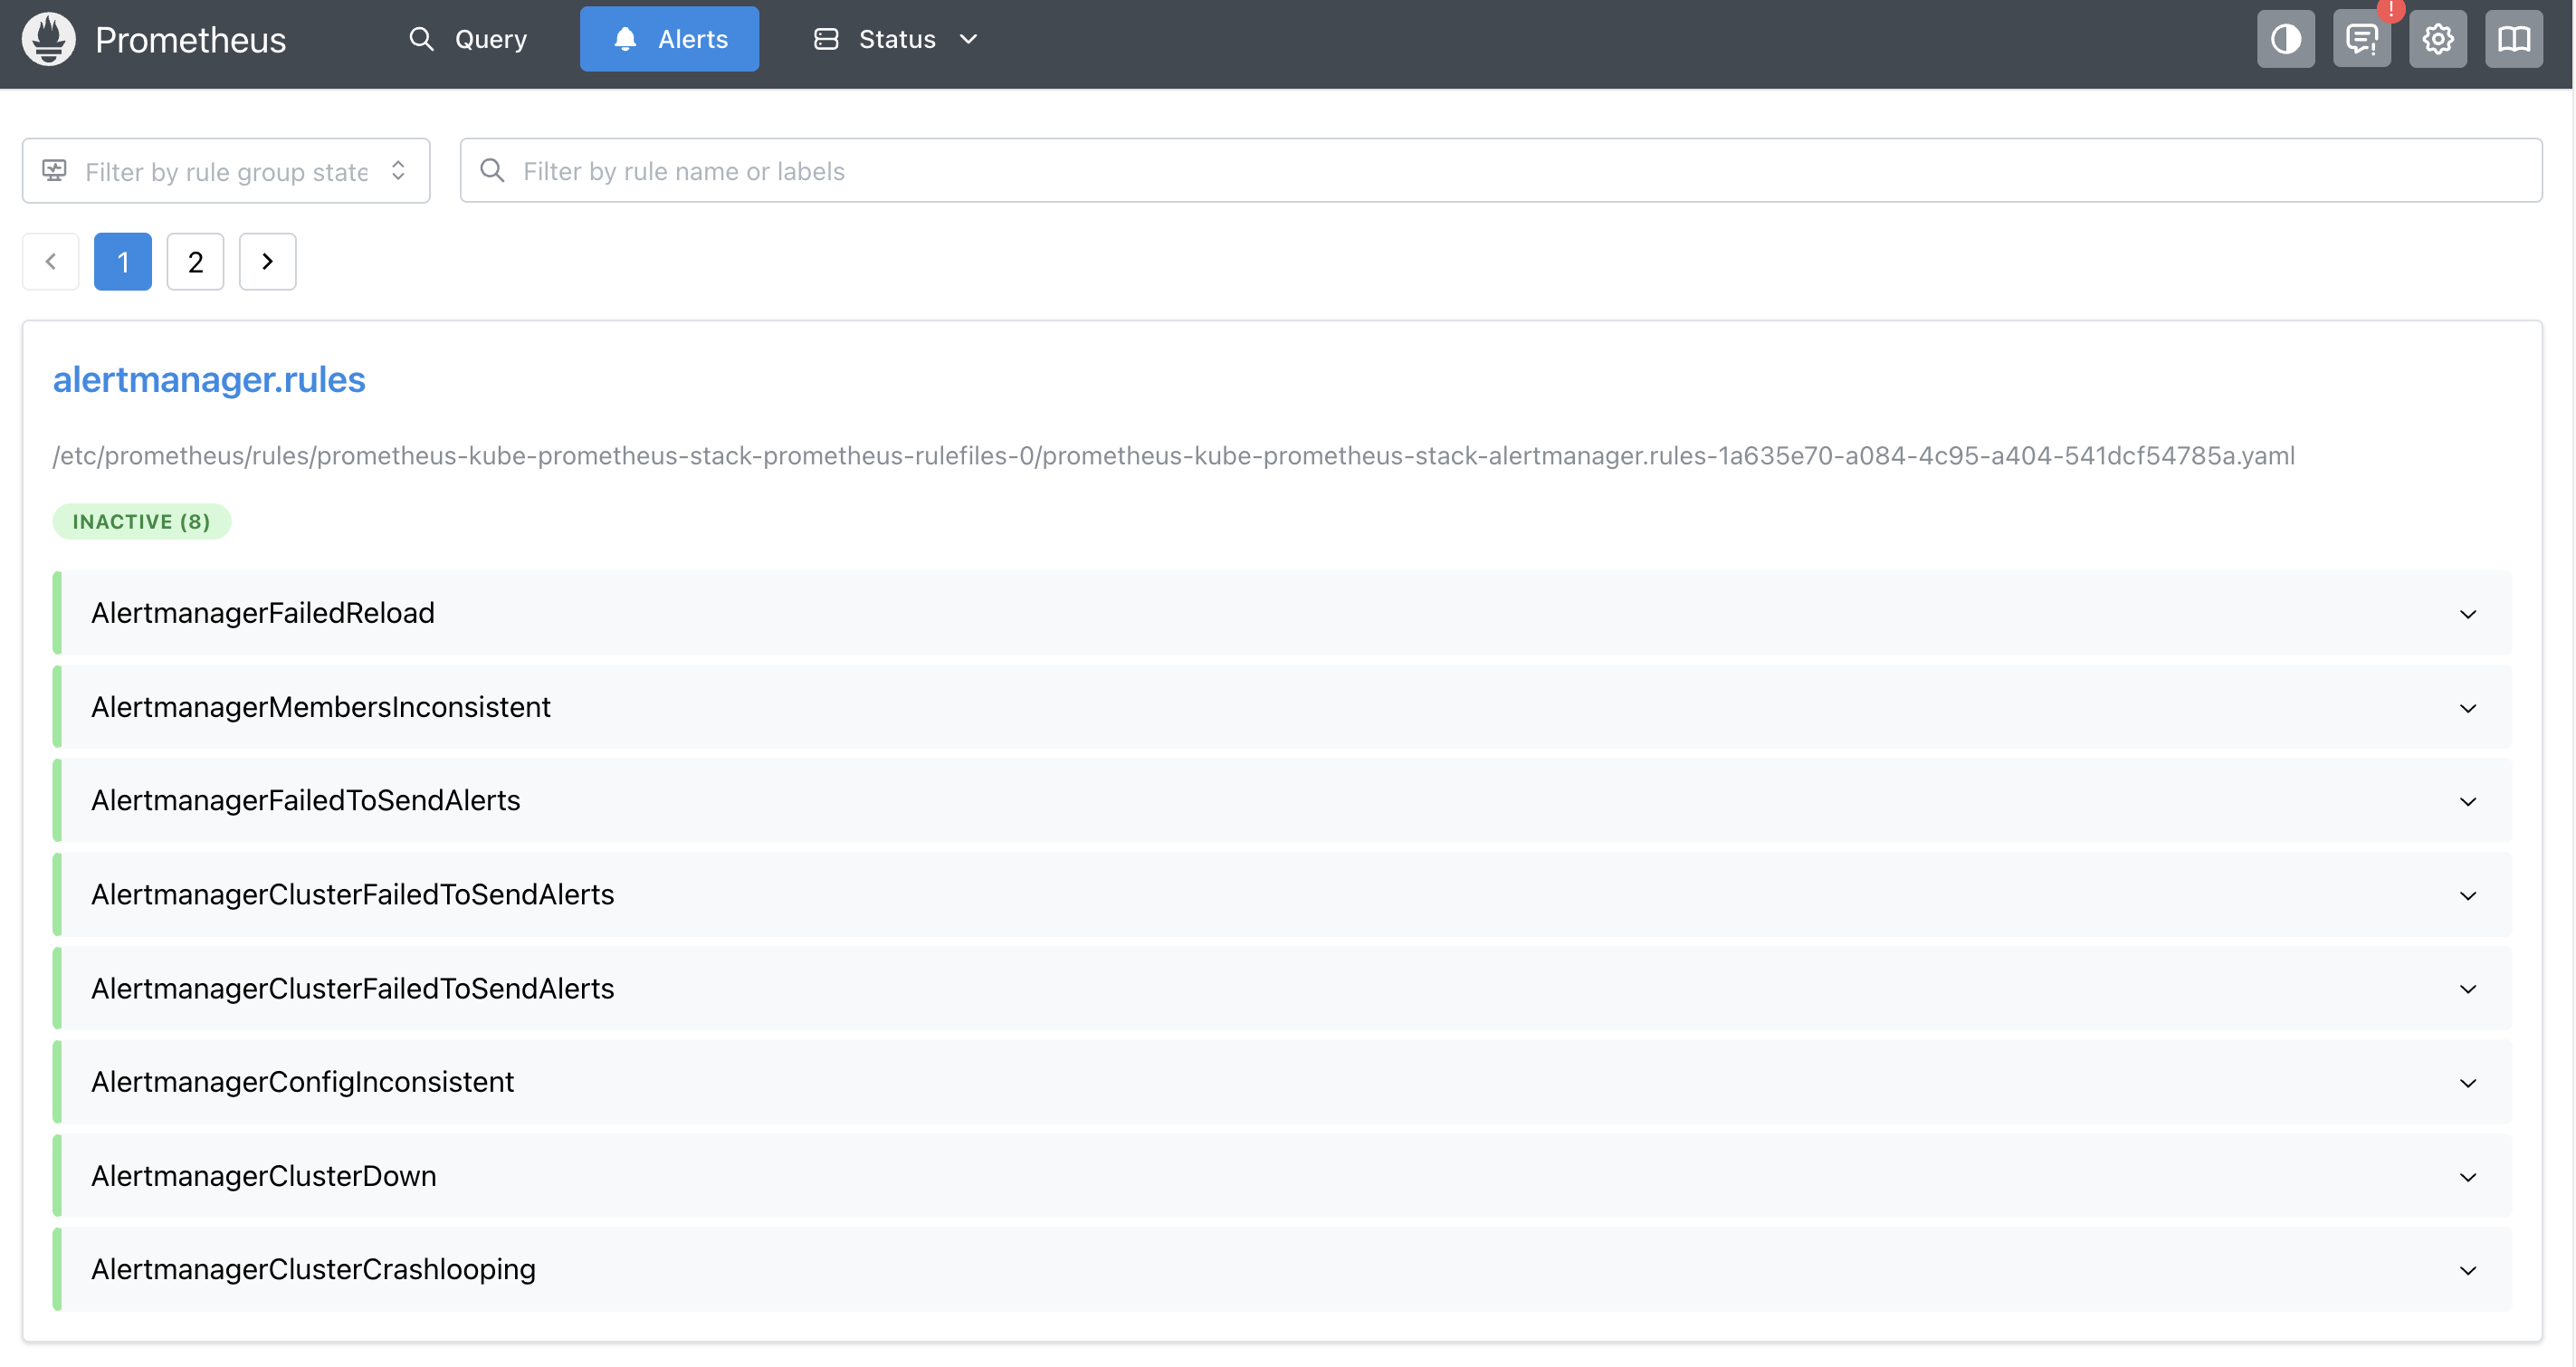 Prometheus
Query
Alerts
Status
!
Filter by rule group state
Filter by rule name or labels
1
2
alertmanager.rules
/etc/prometheus/rules/prometheus-kube-prometheus-stack-prometheus-rulefiles-0/prometheus-kube-prometheus-stack-alertmanager.rules-1a635e70-a084-4c95-a404-541dcf54785a.yaml
INACTIVE (8)
AlertmanagerFailedReload
AlertmanagerMembersInconsistent
AlertmanagerFailedToSendAlerts
AlertmanagerClusterFailedToSendAlerts
AlertmanagerClusterFailedToSendAlerts
AlertmanagerConfigInconsistent
AlertmanagerClusterDown
AlertmanagerClusterCrashlooping